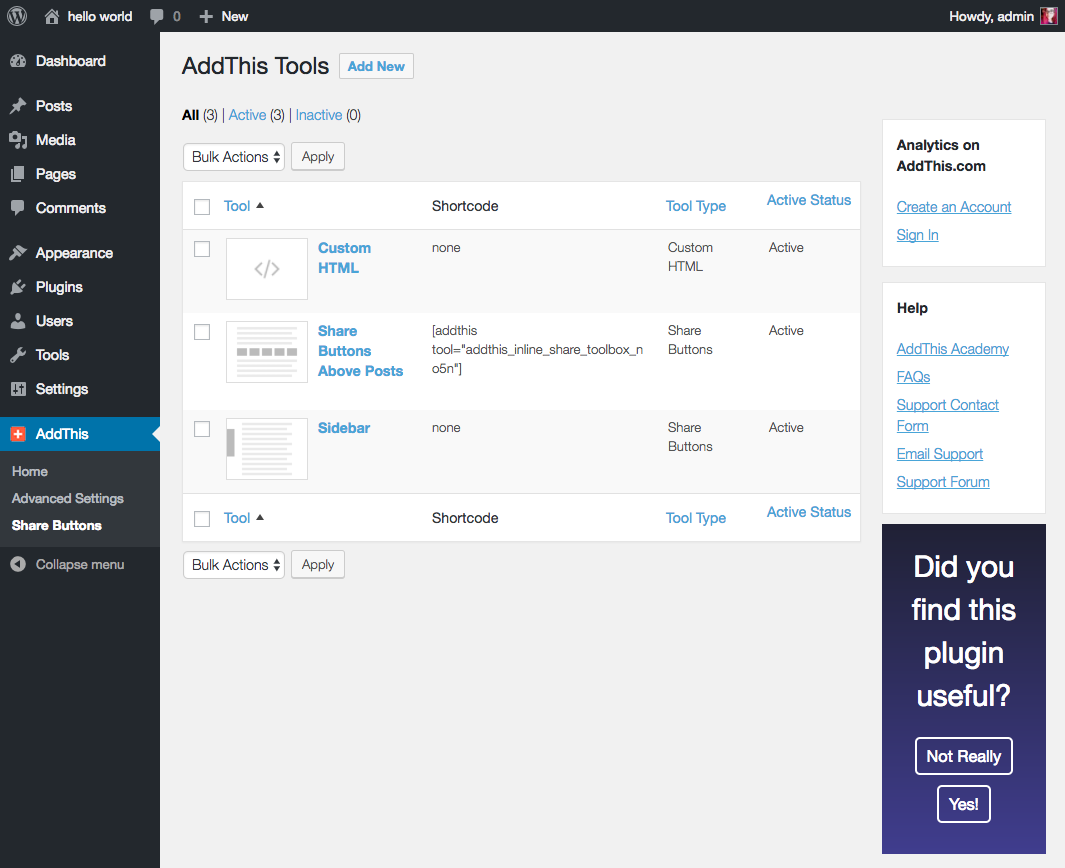 hello world 0 New Howdy, admin
Dashboard
Posts
Media
Pages
Comments
Appearance
Plugins
Users
Tools
Settings
AddThis
Home
Advanced Settings
Share Buttons
Collapse menu
AddThis Tools Add New
All (3) | Active (3) | Inactive (0)
Bulk Actions Apply
Tool Shortcode Tool Type Active Status
Custom
HTML
none
Custom
HTML
Active
Share
Buttons
Above Posts
[addthis
tool="addthis_inline_share_toolbox_n
o5n"]
Share
Buttons
Active
Sidebar
none
Share
Buttons
Active
Tool Shortcode Tool Type Active Status
Bulk Actions Apply
Analytics on
AddThis.com
Create an Account
Sign In
Help
AddThis Academy
FAQs
Support Contact
Form
Email Support
Support Forum
Did you
find this
plugin
useful?
Not Really
Yes!